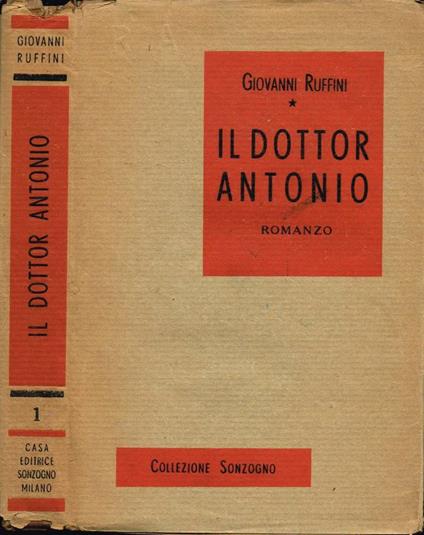 GIOVANNI
RUFFINI
IL DOTTOR ANTONIO
1
CASA
EDITRICE
SONZOGNO
MILANO
GIOVANNI RUFFINI
★
IL DOTTOR
ANTONIO
ROMANZO
COLLEZIONE SONZOGNO